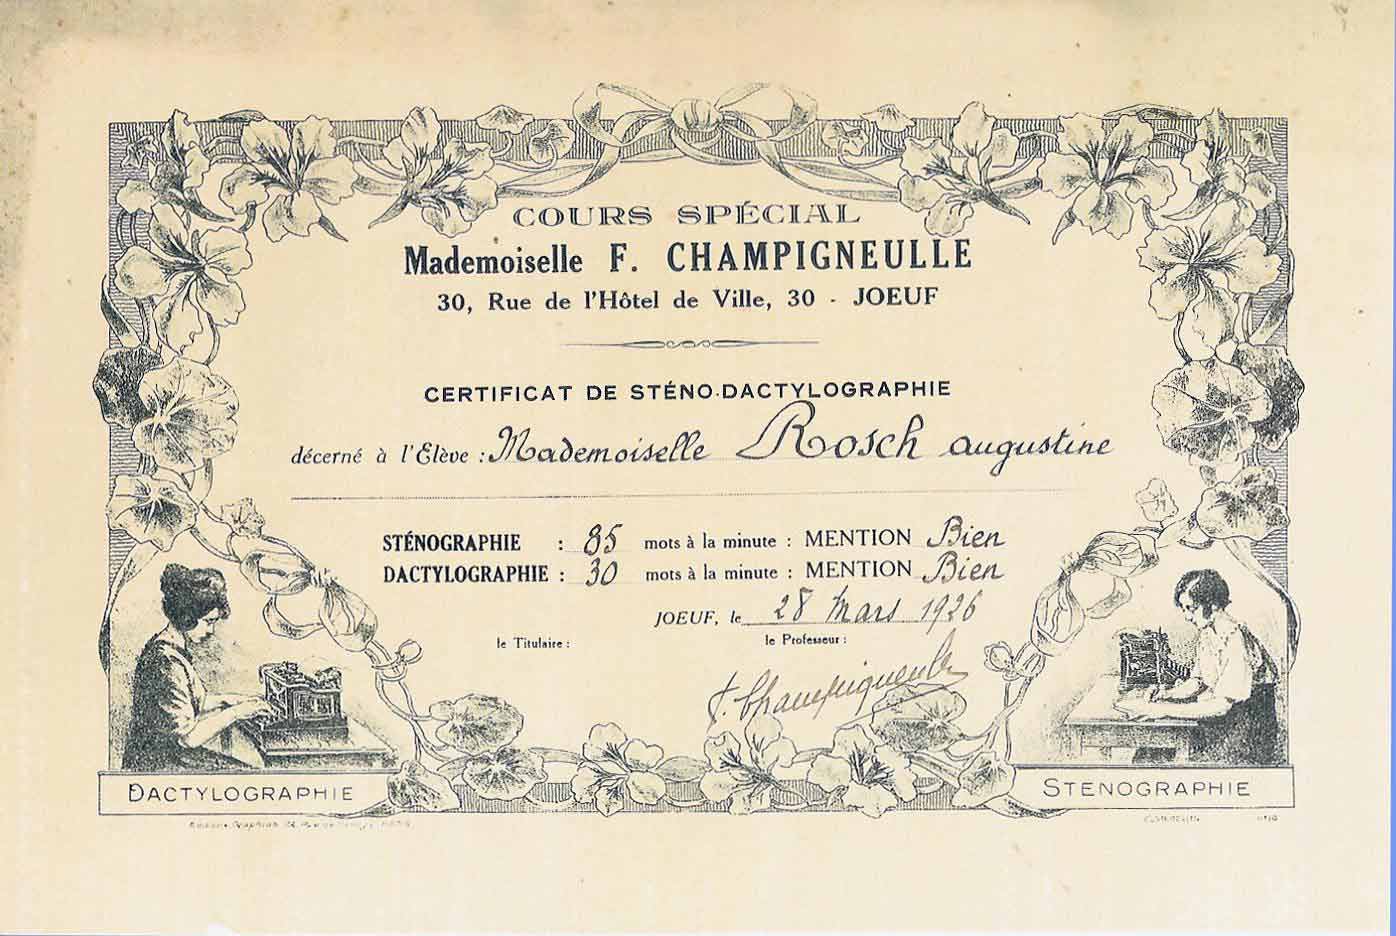 COURS SPÉCIAL
Mademoiselle F. CHAMPIGNEULLE
30, Rue de l'Hôtel de Ville, 30 - JOEUF
CERTIFICAT DE STÉNO-DACTYLOGRAPHIE
décerné à l'Elève : Mademoiselle Rosch augustine
STÉNOGRAPHIE : 85 mots à la minute : MENTION Bien
DACTYLOGRAPHIE : 30 mots à la minute : MENTION Bien
JOEUF, le 28 mars 1926
le Titulaire : le Professeur :
F. Champigneulle
DACTYLOGRAPHIE STENOGRAPHIE